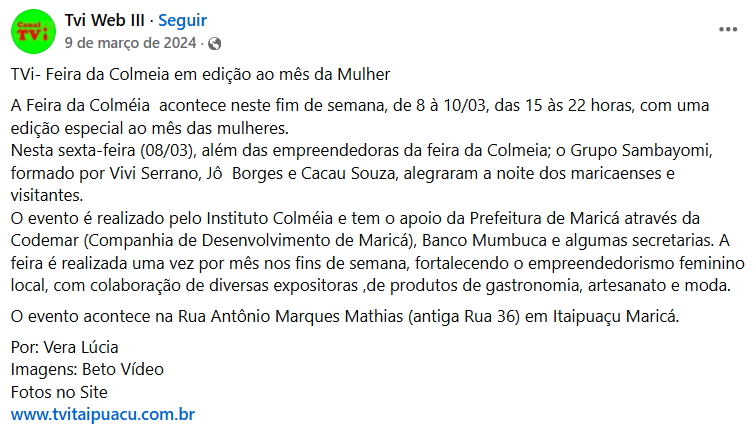 Canal
TVi
Tvi Web III · Seguir
9 de março de 2024 ·
TVi- Feira da Colmeia em edição ao mês da Mulher
A Feira da Colméia  acontece neste fim de semana, de 8 à 10/03, das 15 às 22 horas, com uma
edição especial ao mês das mulheres.
Nesta sexta-feira (08/03), além das empreendedoras da feira da Colmeia; o Grupo Sambayomi,
formado por Vivi Serrano, Jô  Borges e Cacau Souza, alegraram a noite dos maricaenses e
visitantes.
O evento é realizado pelo Instituto Colméia e tem o apoio da Prefeitura de Maricá através da
Codemar (Companhia de Desenvolvimento de Maricá), Banco Mumbuca e algumas secretarias. A
feira é realizada uma vez por mês nos fins de semana, fortalecendo o empreendedorismo feminino
local, com colaboração de diversas expositoras ,de produtos de gastronomia, artesanato e moda.
O evento acontece na Rua Antônio Marques Mathias (antiga Rua 36) em Itaipuaçu Maricá.
Por: Vera Lúcia
Imagens: Beto Vídeo
Fotos no Site
www.tvitaipuacu.com.br